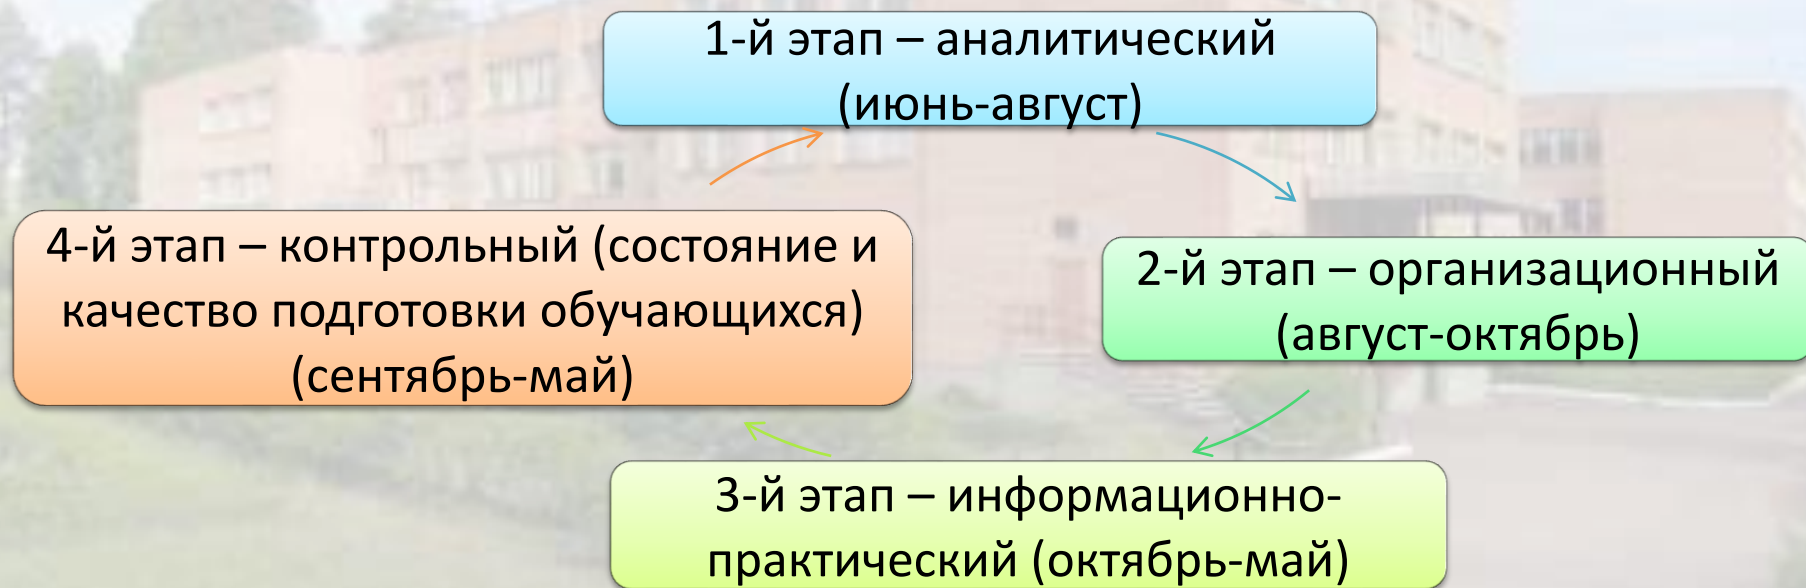 1-й этап – аналитический
(июнь-август)
2-й этап – организационный
(август-октябрь)
3-й этап – информационно-
практический (октябрь-май)
4-й этап – контрольный (состояние и
качество подготовки обучающихся)
(сентябрь-май)